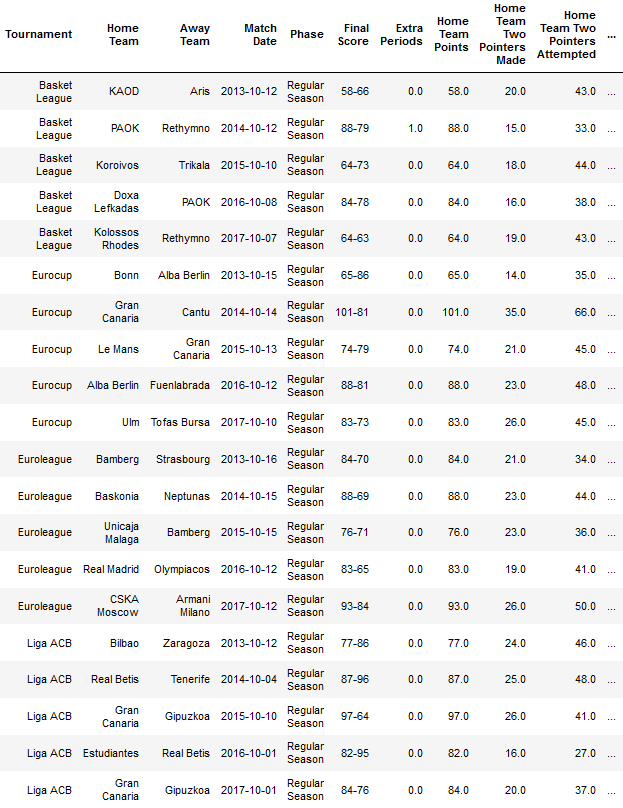 Tournament Home Team Away Team Match Date Phase Final Score Extra Periods Home Team Points Home Team Two Pointers Made Home Team Two Pointers Attempted ...
Basket League KAOD Aris 2013-10-12 Regular Season 58-66 0.0 58.0 20.0 43.0 ...
Basket League PAOK Rethymno 2014-10-12 Regular Season 88-79 1.0 88.0 15.0 33.0 ...
Basket League Koroivos Trikala 2015-10-10 Regular Season 64-73 0.0 64.0 18.0 44.0 ...
Basket League Doxa Lefkadas PAOK 2016-10-08 Regular Season 84-78 0.0 84.0 16.0 38.0 ...
Basket League Kolossos Rhodes Rethymno 2017-10-07 Regular Season 64-63 0.0 64.0 19.0 43.0 ...
Eurocup Bonn Alba Berlin 2013-10-15 Regular Season 65-86 0.0 65.0 14.0 35.0 ...
Eurocup Gran Canaria Cantu 2014-10-14 Regular Season 101-81 0.0 101.0 35.0 66.0 ...
Eurocup Le Mans Gran Canaria 2015-10-13 Regular Season 74-79 0.0 74.0 21.0 45.0 ...
Eurocup Alba Berlin Fuenlabrada 2016-10-12 Regular Season 88-81 0.0 88.0 23.0 48.0 ...
Eurocup Ulm Tofas Bursa 2017-10-10 Regular Season 83-73 0.0 83.0 26.0 45.0 ...
Euroleague Bamberg Strasbourg 2013-10-16 Regular Season 84-70 0.0 84.0 21.0 34.0 ...
Euroleague Baskonia Neptunas 2014-10-15 Regular Season 88-69 0.0 88.0 23.0 44.0 ...
Euroleague Unicaja Malaga Bamberg 2015-10-15 Regular Season 76-71 0.0 76.0 23.0 36.0 ...
Euroleague Real Madrid Olympiacos 2016-10-12 Regular Season 83-65 0.0 83.0 19.0 41.0 ...
Euroleague CSKA Moscow Armani Milano 2017-10-12 Regular Season 93-84 0.0 93.0 26.0 50.0 ...
Liga ACB Bilbao Zaragoza 2013-10-12 Regular Season 77-86 0.0 77.0 24.0 46.0 ...
Liga ACB Real Betis Tenerife 2014-10-04 Regular Season 87-96 0.0 87.0 25.0 48.0 ...
Liga ACB Gran Canaria Gipuzkoa 2015-10-10 Regular Season 97-64 0.0 97.0 26.0 41.0 ...
Liga ACB Estudiantes Real Betis 2016-10-01 Regular Season 82-95 0.0 82.0 16.0 27.0 ...
Liga ACB Gran Canaria Gipuzkoa 2017-10-01 Regular Season 84-76 0.0 84.0 20.0 37.0 ...